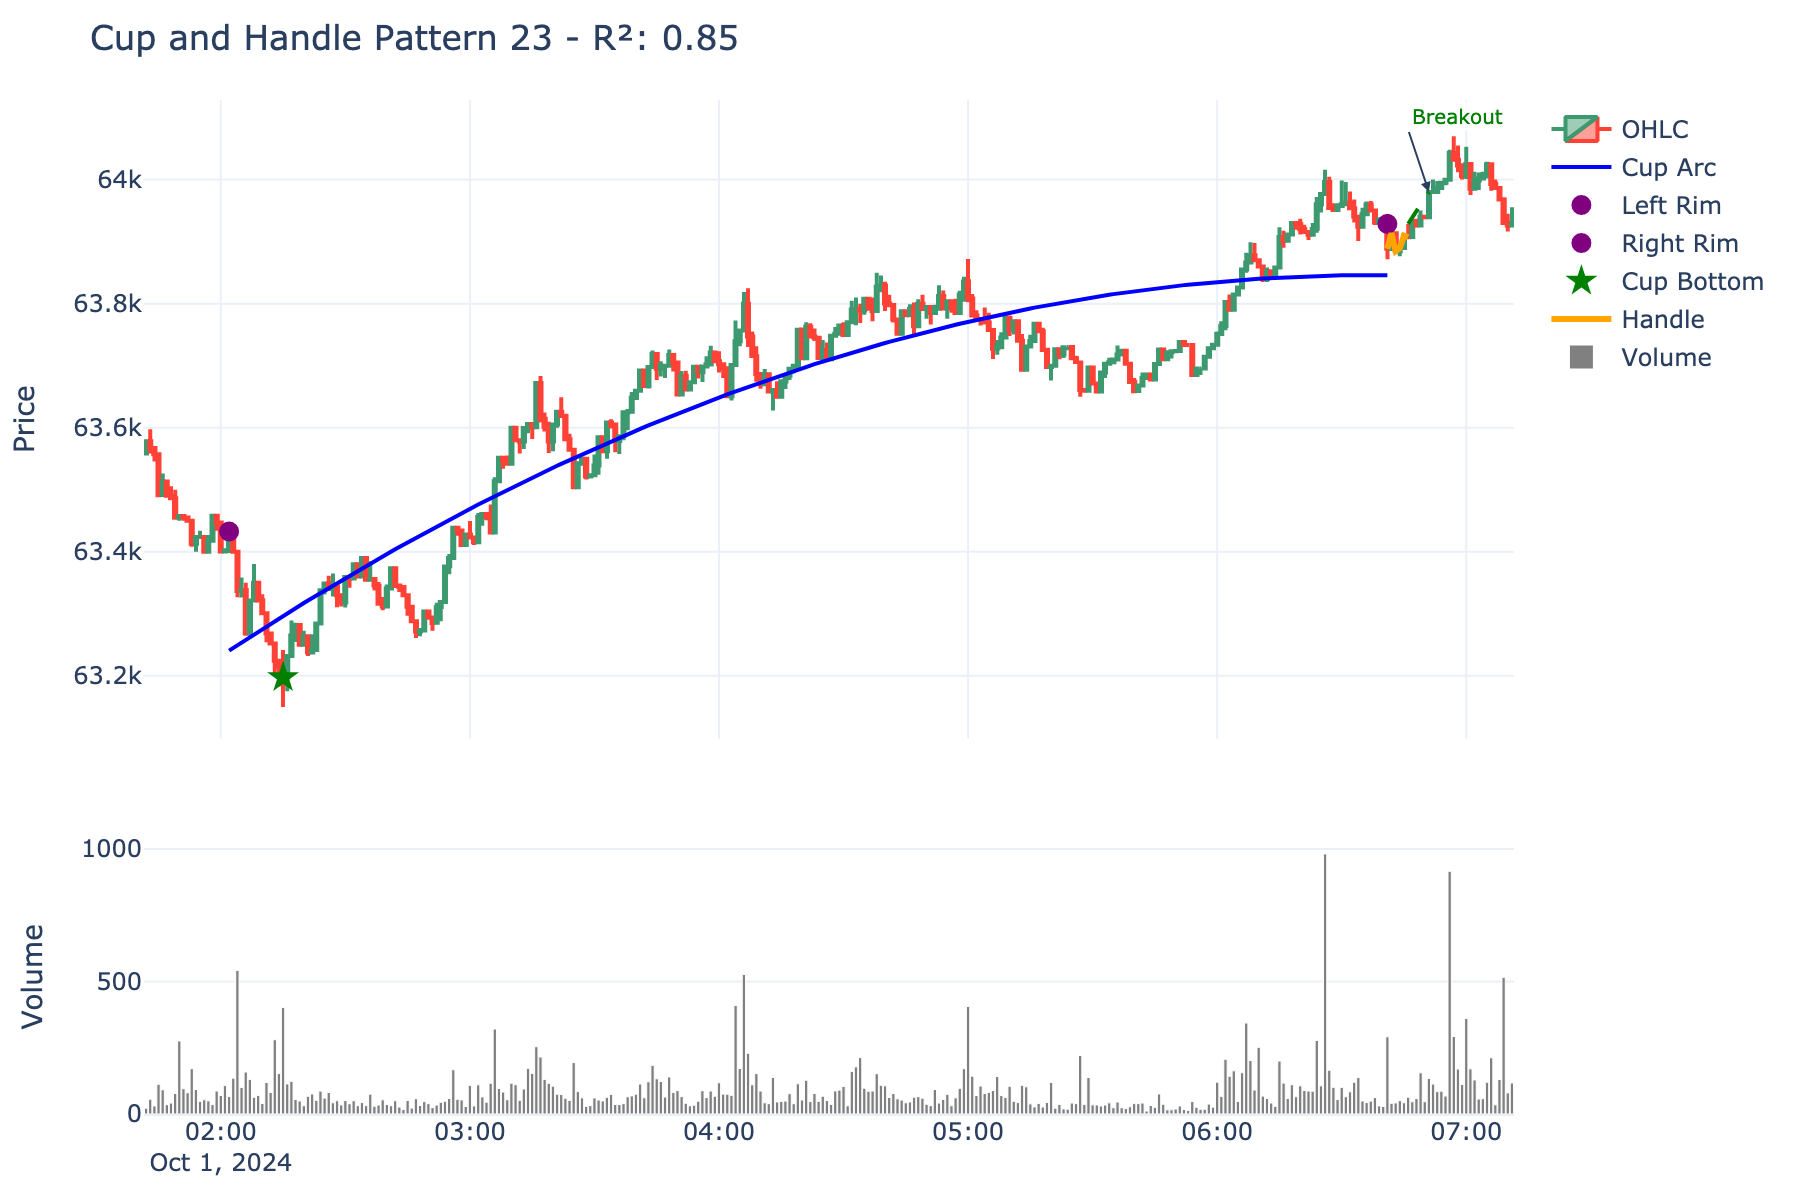 Cup and Handle Pattern 23 - R²: 0.85
Breakout
OHLC
Cup Arc
Left Rim
Right Rim
Cup Bottom
Handle
Volume
Price
64k
63.8k
63.6k
63.4k
63.2k
Volume
1000
500
0
02:00
03:00
04:00
05:00
06:00
07:00
Oct 1, 2024